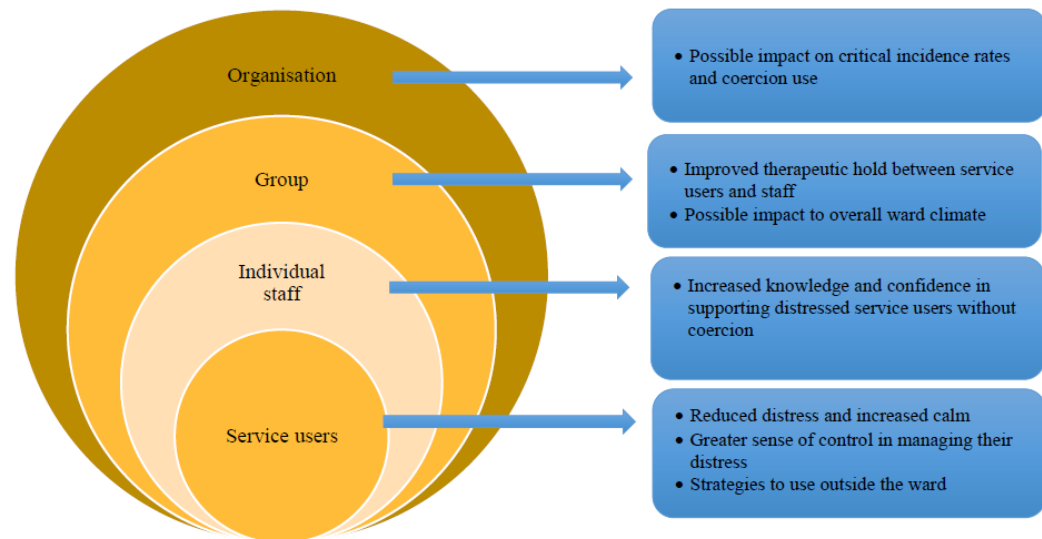 Organisation
• Possible impact on critical incidence rates
and coercion use
Group
• Improved therapeutic hold between service
users and staff
• Possible impact to overall ward climate
Individual
staff
• Increased knowledge and confidence in
supporting distressed service users without
coercion
Service users
• Reduced distress and increased calm
• Greater sense of control in managing their
distress
• Strategies to use outside the ward